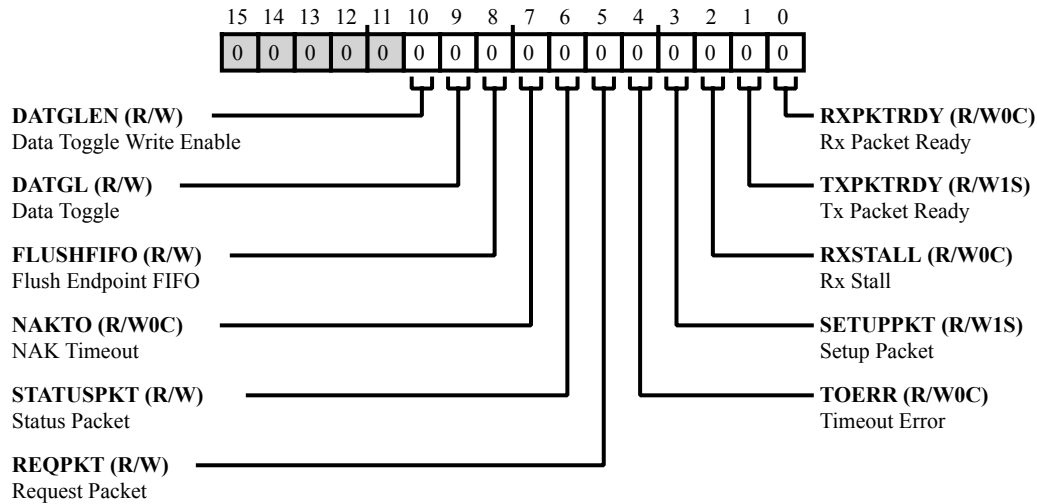 15 14 13 12 11 10 9 8 7 6 5 4 3 2 1 0
0 0 0 0 0 0 0 0 0 0 0 0 0 0 0 0
DATGLEN (R/W)
Data Toggle Write Enable
DATGL (R/W)
Data Toggle
FLUSHFIFO (R/W)
Flush Endpoint FIFO
NAKTO (R/W0C)
NAK Timeout
STATUSPKT (R/W)
Status Packet
REQPKT (R/W)
Request Packet
RXPKTRDY (R/W0C)
Rx Packet Ready
TXPKTRDY (R/W1S)
Tx Packet Ready
RXSTALL (R/W0C)
Rx Stall
SETUPPKT (R/W1S)
Setup Packet
TOERR (R/W0C)
Timeout Error